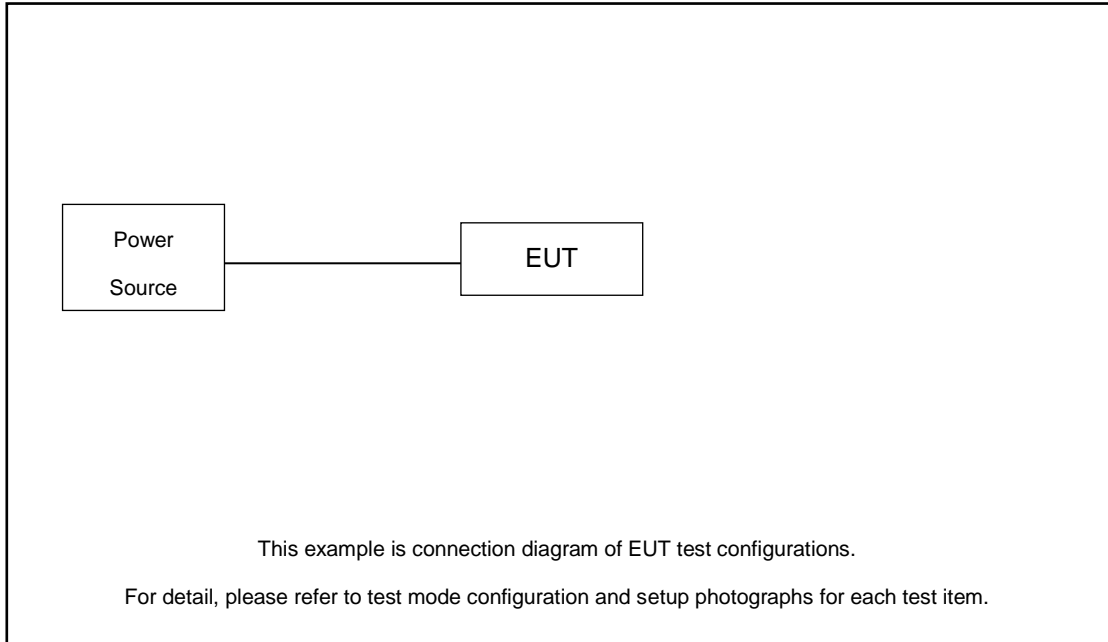 Power
Source
EUT
This example is connection diagram of EUT test configurations.
For detail, please refer to test mode configuration and setup photographs for each test item.